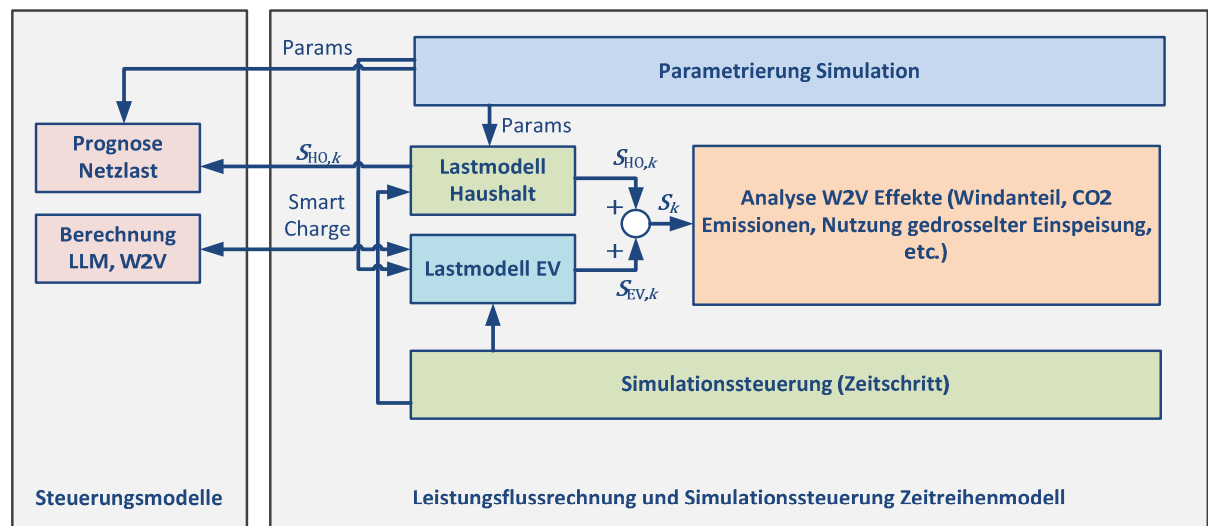 Params
Parametrierung Simulation
Params
Prognose
Netzlast
S_HO,k
Lastmodell
Haushalt
S_HO,k
+
S_k
+
Analyse W2V Effekte (Windanteil, CO2
Emissionen, Nutzung gedrosselter Einspeisung,
etc.)
Smart
Charge
Berechnung
LLM, W2V
Lastmodell EV
S_EV,k
Simulationssteuerung (Zeitschritt)
Steuerungsmodelle
Leistungsflussrechnung und Simulationssteuerung Zeitreihenmodell